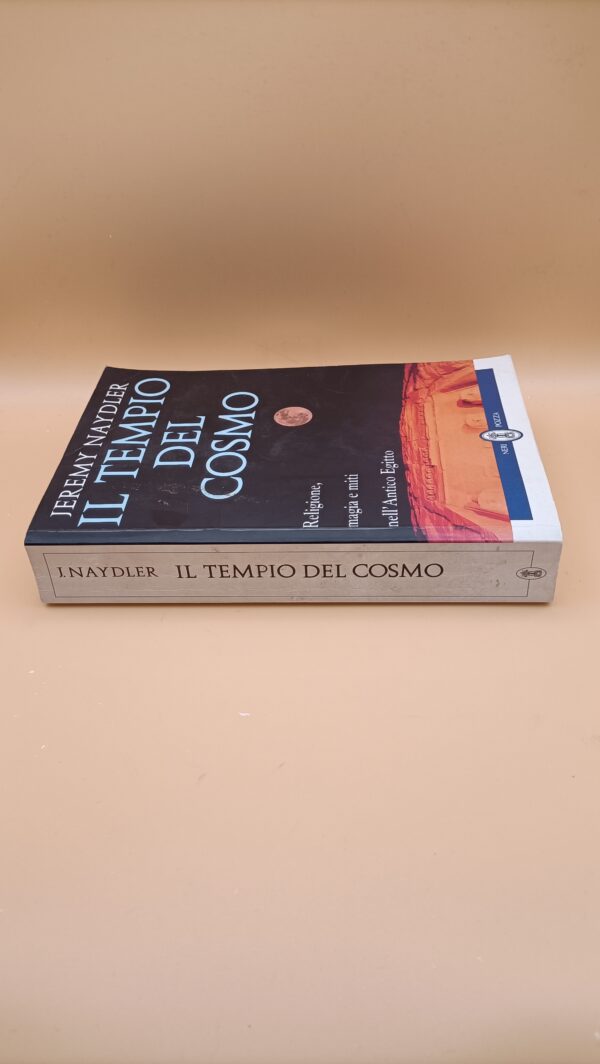 JEREMY NAYDLER
IL TEMPIO
DEL
COSMO
Religione,
magia e miti
nell'Antico Egitto
NERI POZZA
J. NAYDLER IL TEMPIO DEL COSMO